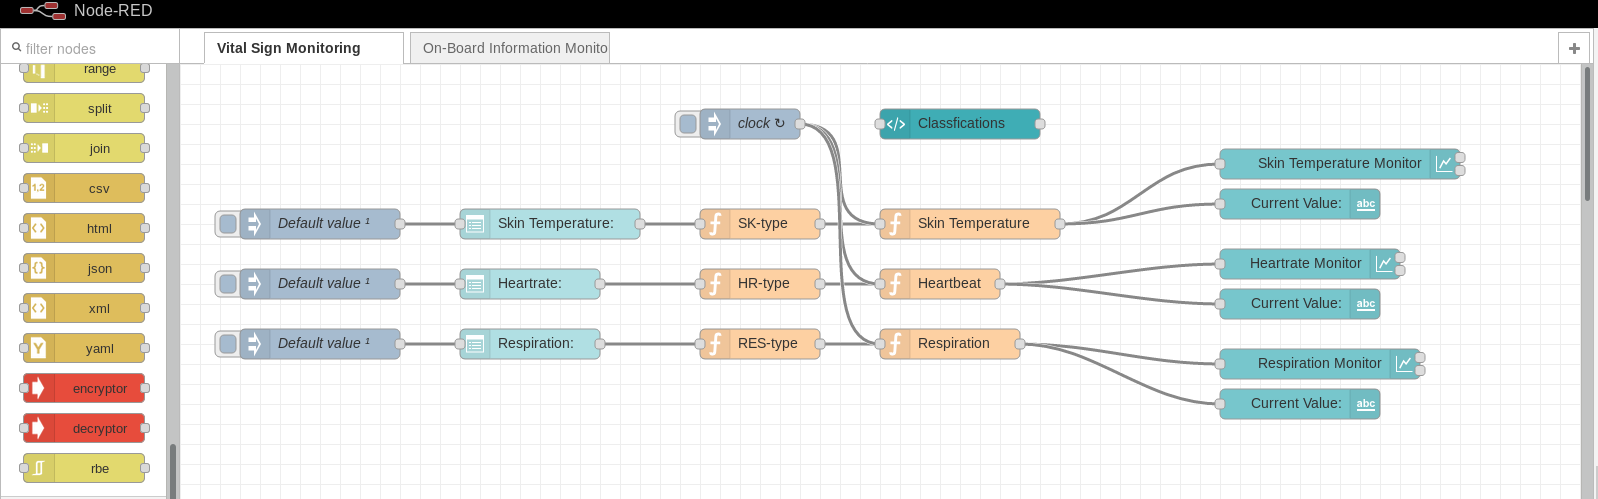 Node-RED
filter nodes
Vital Sign Monitoring
On-Board Information Monito
+
range
split
join
1,2 csv
html
json
xml
yaml
encryptor
decryptor
rbe
clock ↻
</> Classfications
Skin Temperature Monitor
Current Value: abc
Default value ¹
Skin Temperature:
SK-type
Skin Temperature
Heartrate Monitor
Current Value: abc
Default value ¹
Heartrate:
HR-type
Heartbeat
Default value ¹
Respiration:
RES-type
Respiration
Respiration Monitor
Current Value: abc